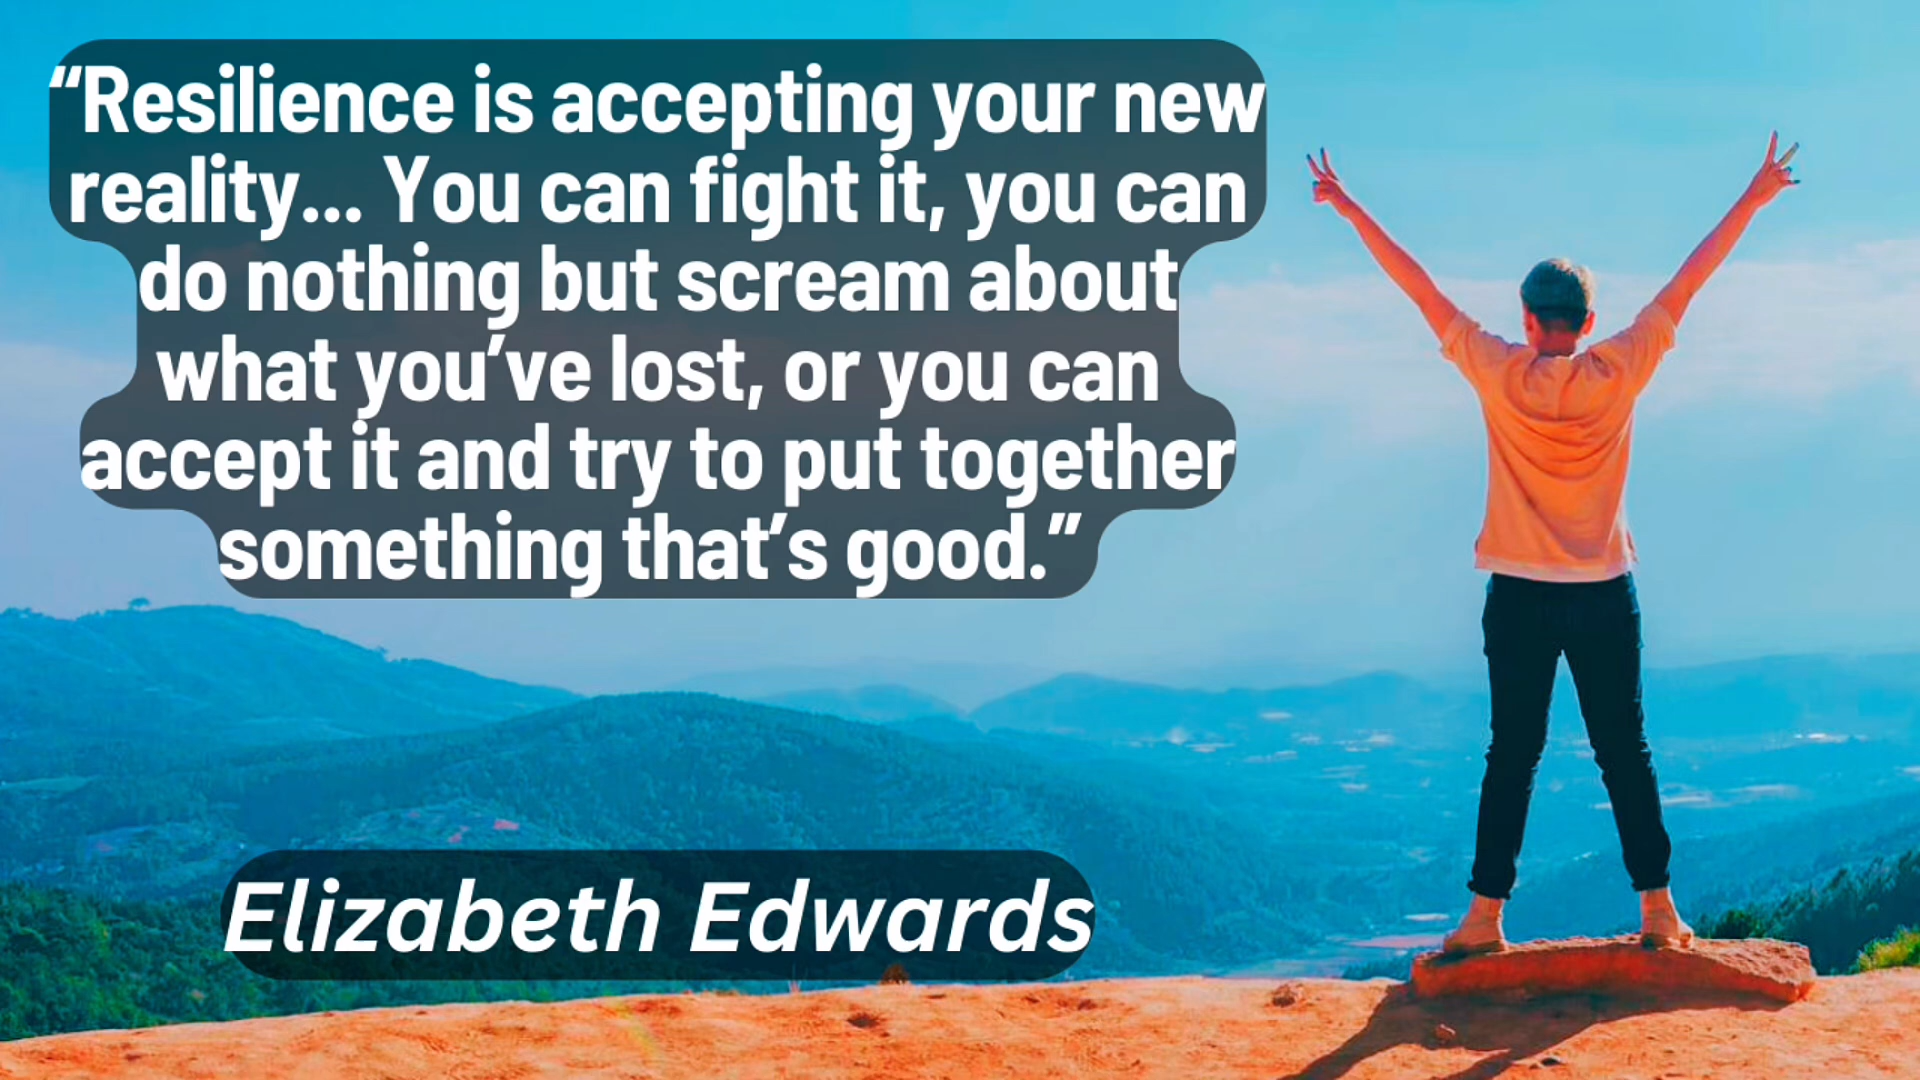 “Resilience is accepting your new
reality... You can fight it, you can
do nothing but scream about
what you’ve lost, or you can
accept it and try to put together
something that’s good.”
Elizabeth Edwards